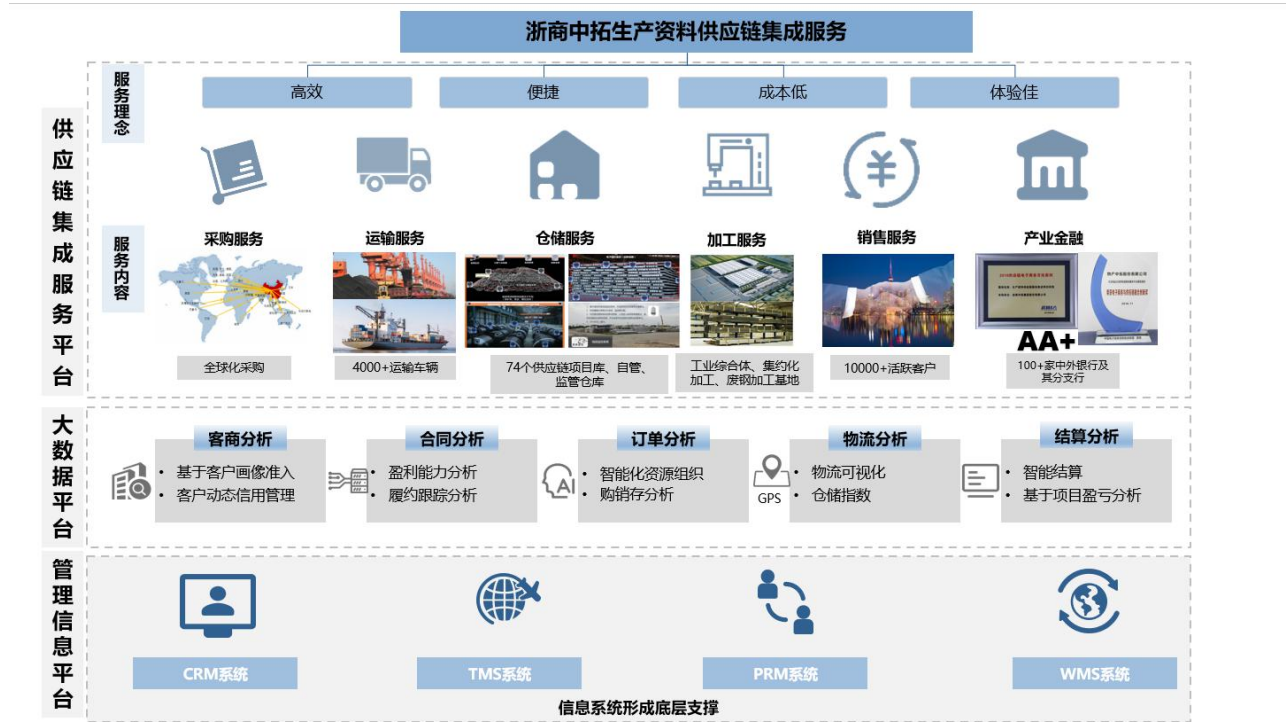 浙商中拓生产资料供应链集成服务
供应链集成服务平台
服务理念
高效
便捷
成本低
体验佳
服务内容
采购服务
运输服务
仓储服务
加工服务
销售服务
产业金融
AA+
全球化采购
4000+运输车辆
74个供应链项目库、自管、
监管仓库
工业综合体、集约化
加工、废钢加工基地
10000+活跃客户
100+家中外银行及
其分支行
大数据平台
客商分析
• 基于客户画像准入
• 客户动态信用管理
合同分析
• 盈利能力分析
• 履约跟踪分析
AI
订单分析
• 智能化资源组织
• 购销存分析
GPS
物流分析
• 物流可视化
• 仓储指数
结算分析
• 智能结算
• 基于项目盈亏分析
管理信息平台
CRM系统
TMS系统
PRM系统
WMS系统
信息系统形成底层支撑